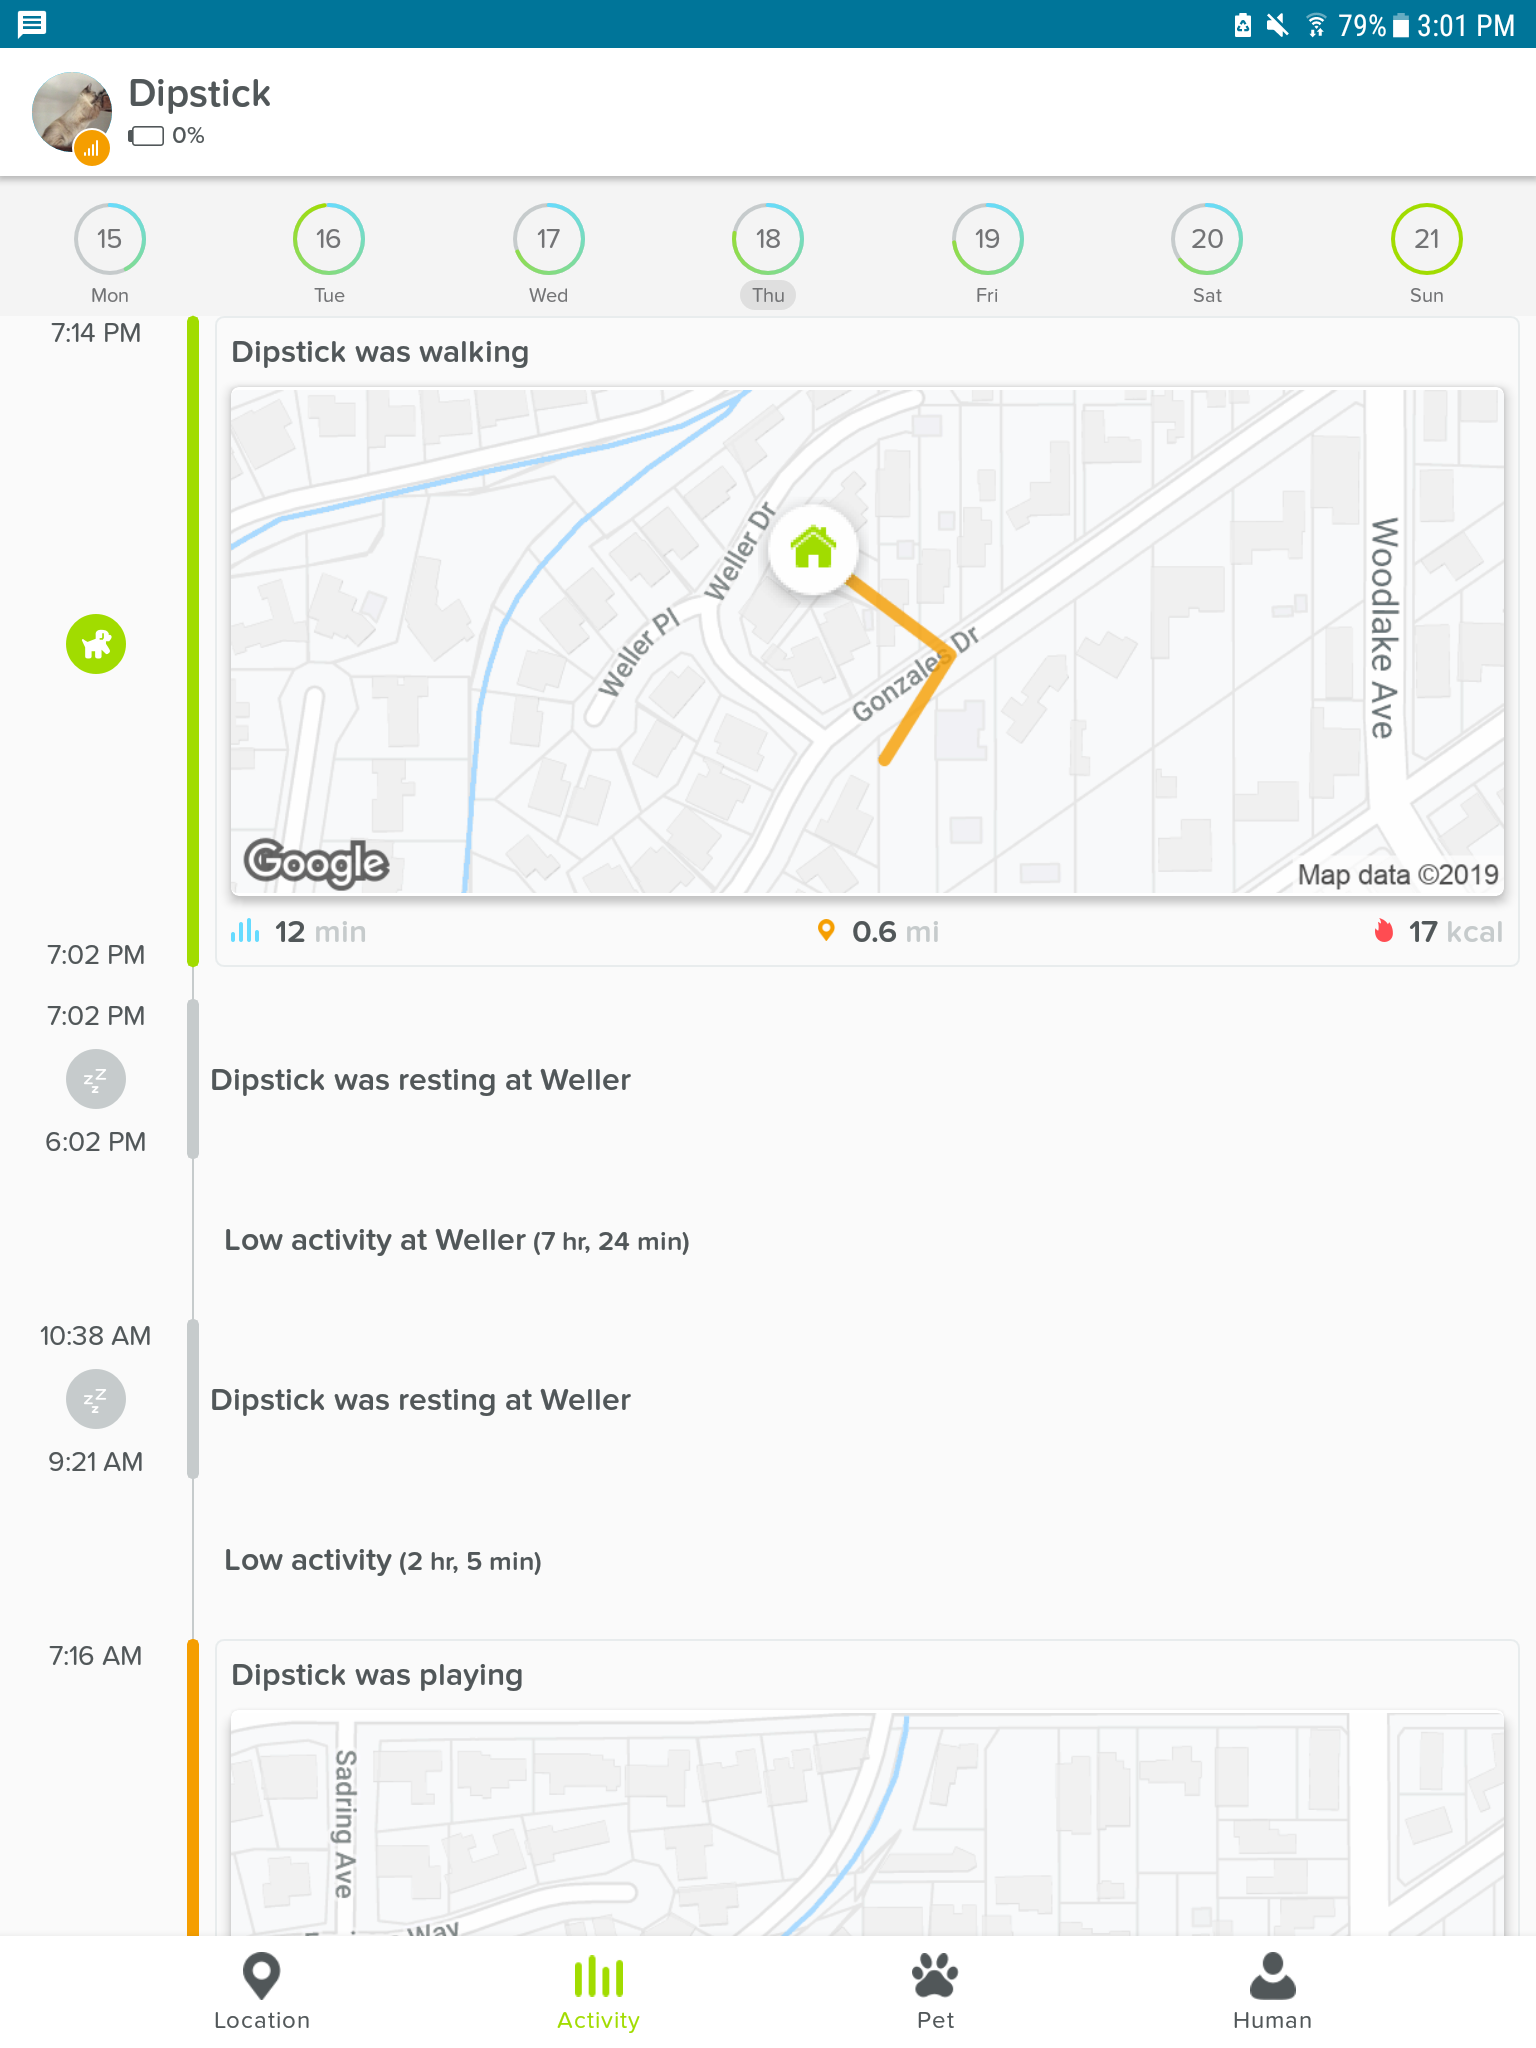 79% 3:01 PM
Dipstick
0%
15 16 17 18 19 20 21
Mon Tue Wed Thu Fri Sat Sun
7:14 PM
Dipstick was walking
Weller Dr
Weller Pl
Gonzales Dr
Woodlake Ave
Google
Map data ©2019
12 min 0.6 mi 17 kcal
7:02 PM
7:02 PM
Dipstick was resting at Weller
6:02 PM
Low activity at Weller (7 hr, 24 min)
10:38 AM
Dipstick was resting at Weller
9:21 AM
Low activity (2 hr, 5 min)
7:16 AM
Dipstick was playing
Sadring Ave
Way
Location Activity Pet Human